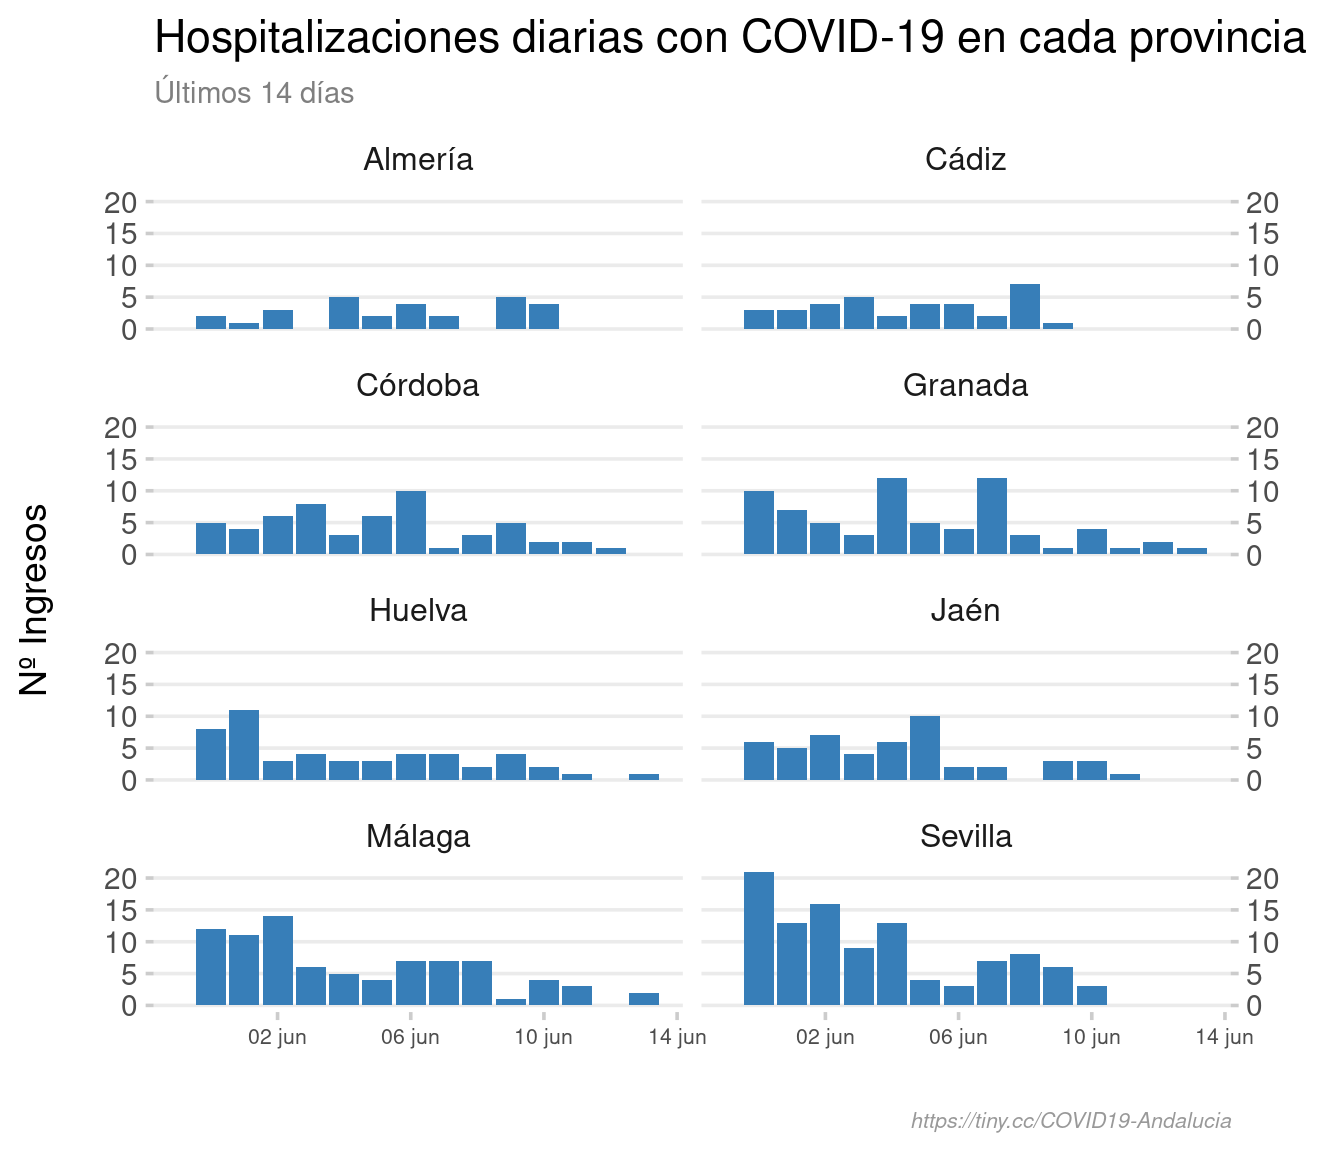 Hospitalizaciones diarias con COVID-19 en cada provincia
Últimos 14 días
Nº Ingresos
Almería
Cádiz
20 20
15 15
10 10
5 5
0 0
Córdoba
Granada
20 20
15 15
10 10
5 5
0 0
Huelva
Jaén
20 20
15 15
10 10
5 5
0 0
Málaga
Sevilla
20 20
15 15
10 10
5 5
0 0
02 jun 06 jun 10 jun 14 jun 02 jun 06 jun 10 jun 14 jun
https://tiny.cc/COVID19-Andalucia